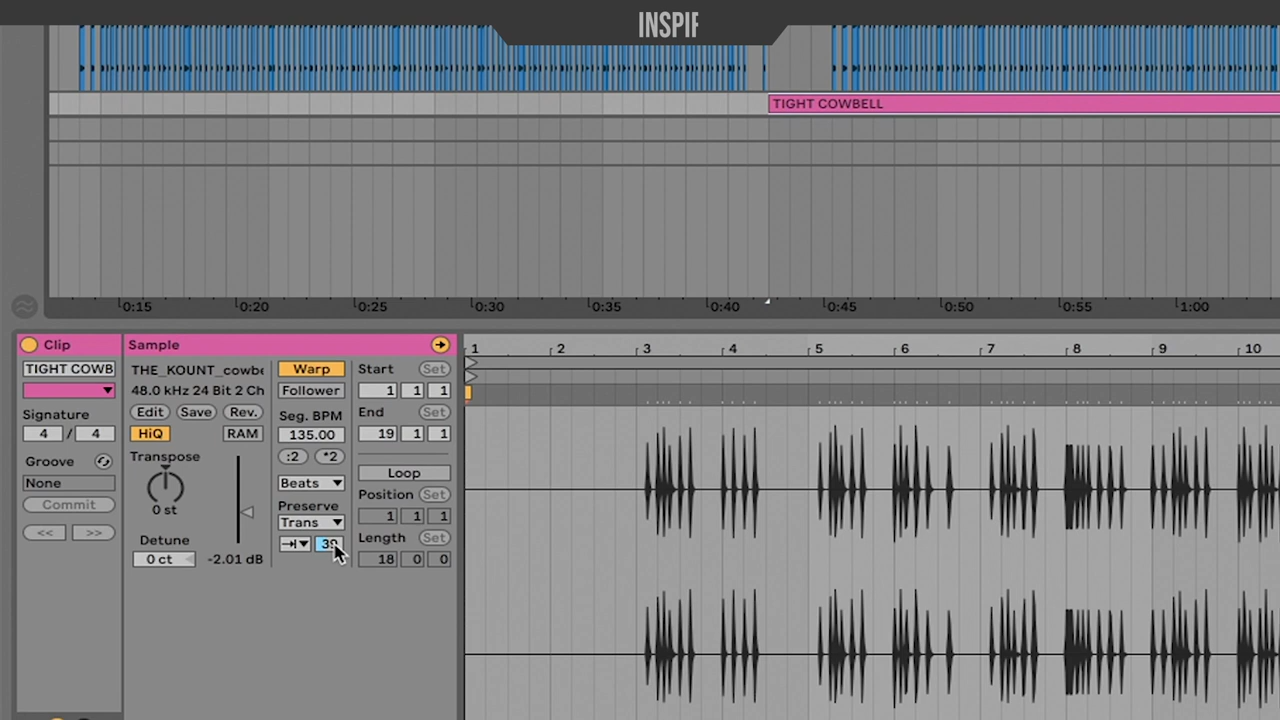 INSPIF
TIGHT COWBELL
0:15 0:20 0:25 0:30 0:35 0:40 0:45 0:50 0:55 1:00
Clip Sample
1 2 3 4 5 6 7 8 9 10
TIGHT COWB THE_KOUNT_cowbe Warp Start Set
48.0 kHz 24 Bit 2 Ch Follower 1 1 1
Signature Edit Save Rev. Seg. BPM End Set
4 / 4 HiQ RAM 135.00 19 1 1
Groove Transpose :2 *2 Loop
None Beats Position Set
Commit 0 st Preserve 1 1 1
<< >> Trans Length Set
Detune 18 0 0
0 ct -2.01 dB